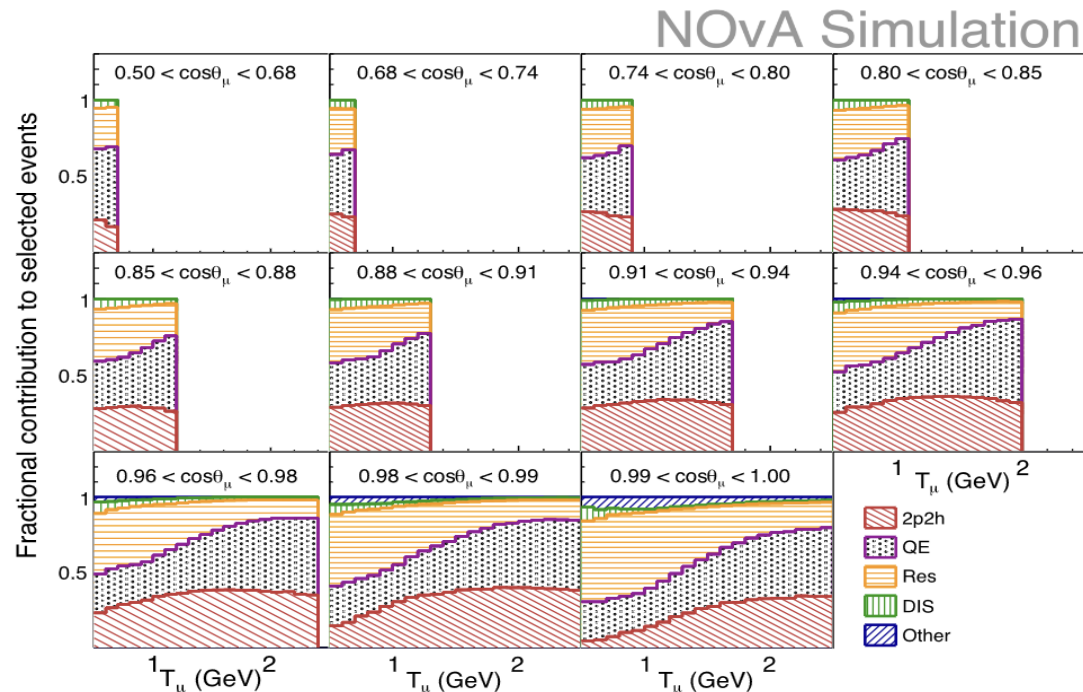 NOvA Simulation
Fractional contribution to selected events
0.50 < cosθμ < 0.68
0.68 < cosθμ < 0.74
0.74 < cosθμ < 0.80
0.80 < cosθμ < 0.85
1
0.5
0.85 < cosθμ < 0.88
0.88 < cosθμ < 0.91
0.91 < cosθμ < 0.94
0.94 < cosθμ < 0.96
1
0.5
1 2
Tμ (GeV)
0.96 < cosθμ < 0.98
0.98 < cosθμ < 0.99
0.99 < cosθμ < 1.00
1
0.5
1 Tμ (GeV) 2
1 2
Tμ (GeV)
1 2
Tμ (GeV)
2p2h
QE
Res
DIS
Other